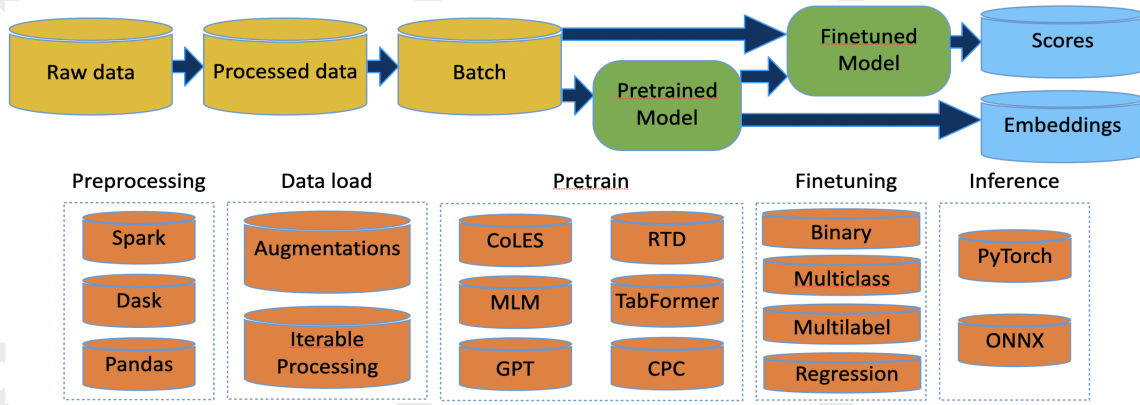 Raw data
Processed data
Batch
Pretrained
Model
Finetuned
Model
Scores
Embeddings
Preprocessing
Data load
Pretrain
Finetuning
Inference
Spark
Dask
Pandas
Augmentations
Iterable
Processing
CoLES
RTD
MLM
TabFormer
GPT
CPC
Binary
Multiclass
Multilabel
Regression
PyTorch
ONNX